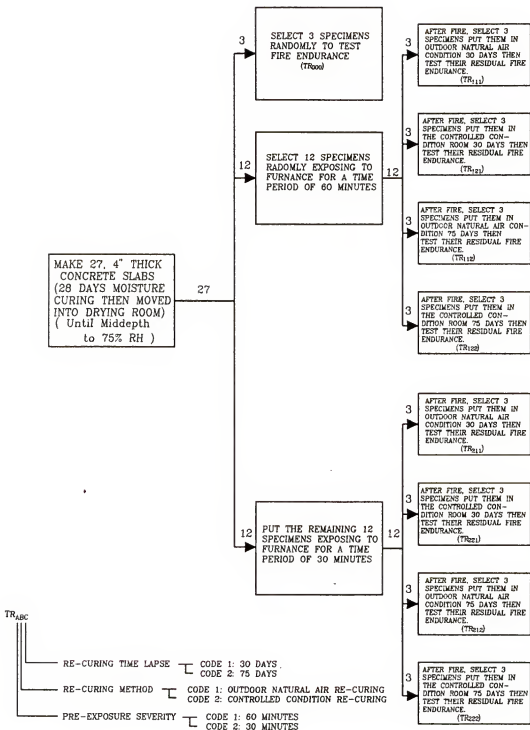 MAKE 27, 4" THICK
CONCRETE SLABS
(28 DAYS MOISTURE
CURING THEN MOVED
INTO DRYING ROOM)
( Until Middepth
to 75% RH )
27
3
SELECT 3 SPECIMENS
RANDOMLY TO TEST
FIRE ENDURANCE
(TR000)
12
SELECT 12 SPECIMENS
RADOMLY EXPOSING TO
FURNANCE FOR A TIME
PERIOD OF 60 MINUTES
12
3
AFTER FIRE, SELECT 3
SPECIMENS PUT THEM IN
OUTDOOR NATURAL AIR
CONDITION 30 DAYS THEN
TEST THEIR RESIDUAL FIRE
ENDURANCE.
(TR111)
3
AFTER FIRE, SELECT 3
SPECIMENS PUT THEM IN
THE CONTROLLED CON-
DITION ROOM 30 DAYS THEN
TEST THEIR RESIDUAL FIRE
ENDURANCE.
(TR121)
3
AFTER FIRE, SELECT 3
SPECIMENS PUT THEM IN
OUTDOOR NATURAL AIR CON-
DITION 75 DAYS THEN
TEST THEIR RESIDUAL FIRE
ENDURANCE.
(TR112)
3
AFTER FIRE, SELECT 3
SPECIMENS PUT THEM IN
THE CONTROLLED CON-
DITION ROOM 75 DAYS THEN
TEST THEIR RESIDUAL FIRE
ENDURANCE.
(TR122)
12
PUT THE REMAINING 12
SPECIMENS EXPOSING TO
FURNANCE FOR A TIME
PERIOD OF 30 MINUTES
12
3
AFTER FIRE, SELECT 3
SPECIMENS PUT THEM IN
OUTDOOR NATURAL AIR
CONDITION 30 DAYS THEN
TEST THEIR RESIDUAL FIRE
ENDURANCE.
(TR211)
3
AFTER FIRE, SELECT 3
SPECIMENS PUT THEM IN
THE CONTROLLED CON-
DITION ROOM 30 DAYS THEN
TEST THEIR RESIDUAL FIRE
ENDURANCE.
(TR221)
3
AFTER FIRE, SELECT 3
SPECIMENS PUT THEM IN
OUTDOOR NATURAL AIR
CONDITION 75 DAYS THEN
TEST THEIR RESIDUAL FIRE
ENDURANCE.
(TR212)
3
AFTER FIRE, SELECT 3
SPECIMENS PUT THEM IN
THE CONTROLLED CON-
DITION ROOM 75 DAYS THEN
TEST THEIR RESIDUAL FIRE
ENDURANCE.
(TR222)
TRABC
RE-CURING TIME LAPSE
CODE 1: 30 DAYS
CODE 2: 75 DAYS
RE-CURING METHOD
CODE 1: OUTDOOR NATURAL AIR RE-CURING
CODE 2: CONTROLLED CONDITION RE-CURING
PRE-EXPOSURE SEVERITY
CODE 1: 60 MINUTES
CODE 2: 30 MINUTES